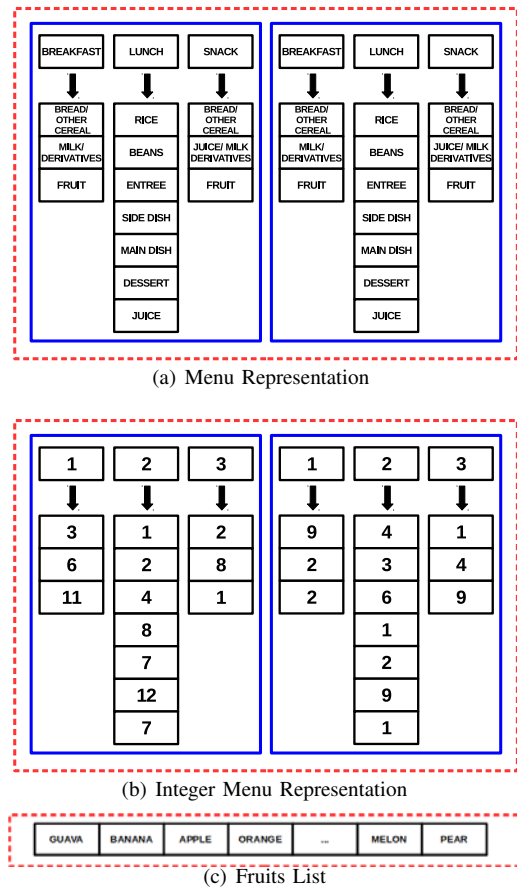 BREAKFAST LUNCH SNACK BREAKFAST LUNCH SNACK
BREAD/ OTHER CEREAL RICE BREAD/ OTHER CEREAL BREAD/ OTHER CEREAL RICE BREAD/ OTHER CEREAL
MILK/ DERIVATIVES BEANS JUICE/ MILK DERIVATIVES MILK/ DERIVATIVES BEANS JUICE/ MILK DERIVATIVES
FRUIT ENTREE FRUIT FRUIT ENTREE FRUIT
SIDE DISH SIDE DISH
MAIN DISH MAIN DISH
DESSERT DESSERT
JUICE JUICE
(a) Menu Representation
1 2 3 1 2 3
3 1 2 9 4 1
6 2 8 2 3 4
11 4 1 2 6 9
8 1
7 2
12 9
7 1
(b) Integer Menu Representation
GUAVA BANANA APPLE ORANGE ... MELON PEAR
(c) Fruits List